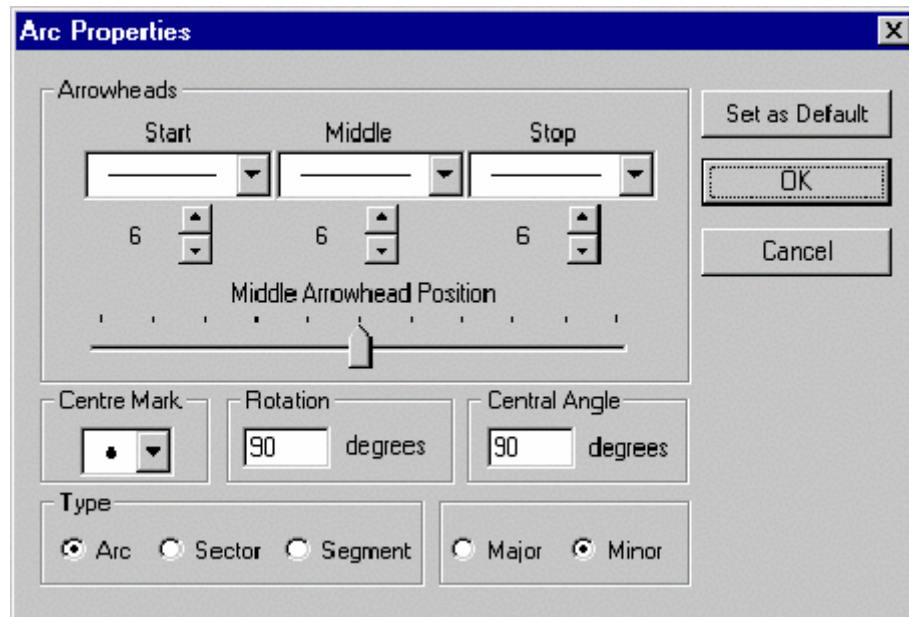 Arc Properties
Arrowheads
Start Middle Stop
6 6 6
Middle Arrowhead Position
Set as Default
OK
Cancel
Centre Mark
Rotation
90 degrees
Central Angle
90 degrees
Type
Arc Sector Segment
Major Minor